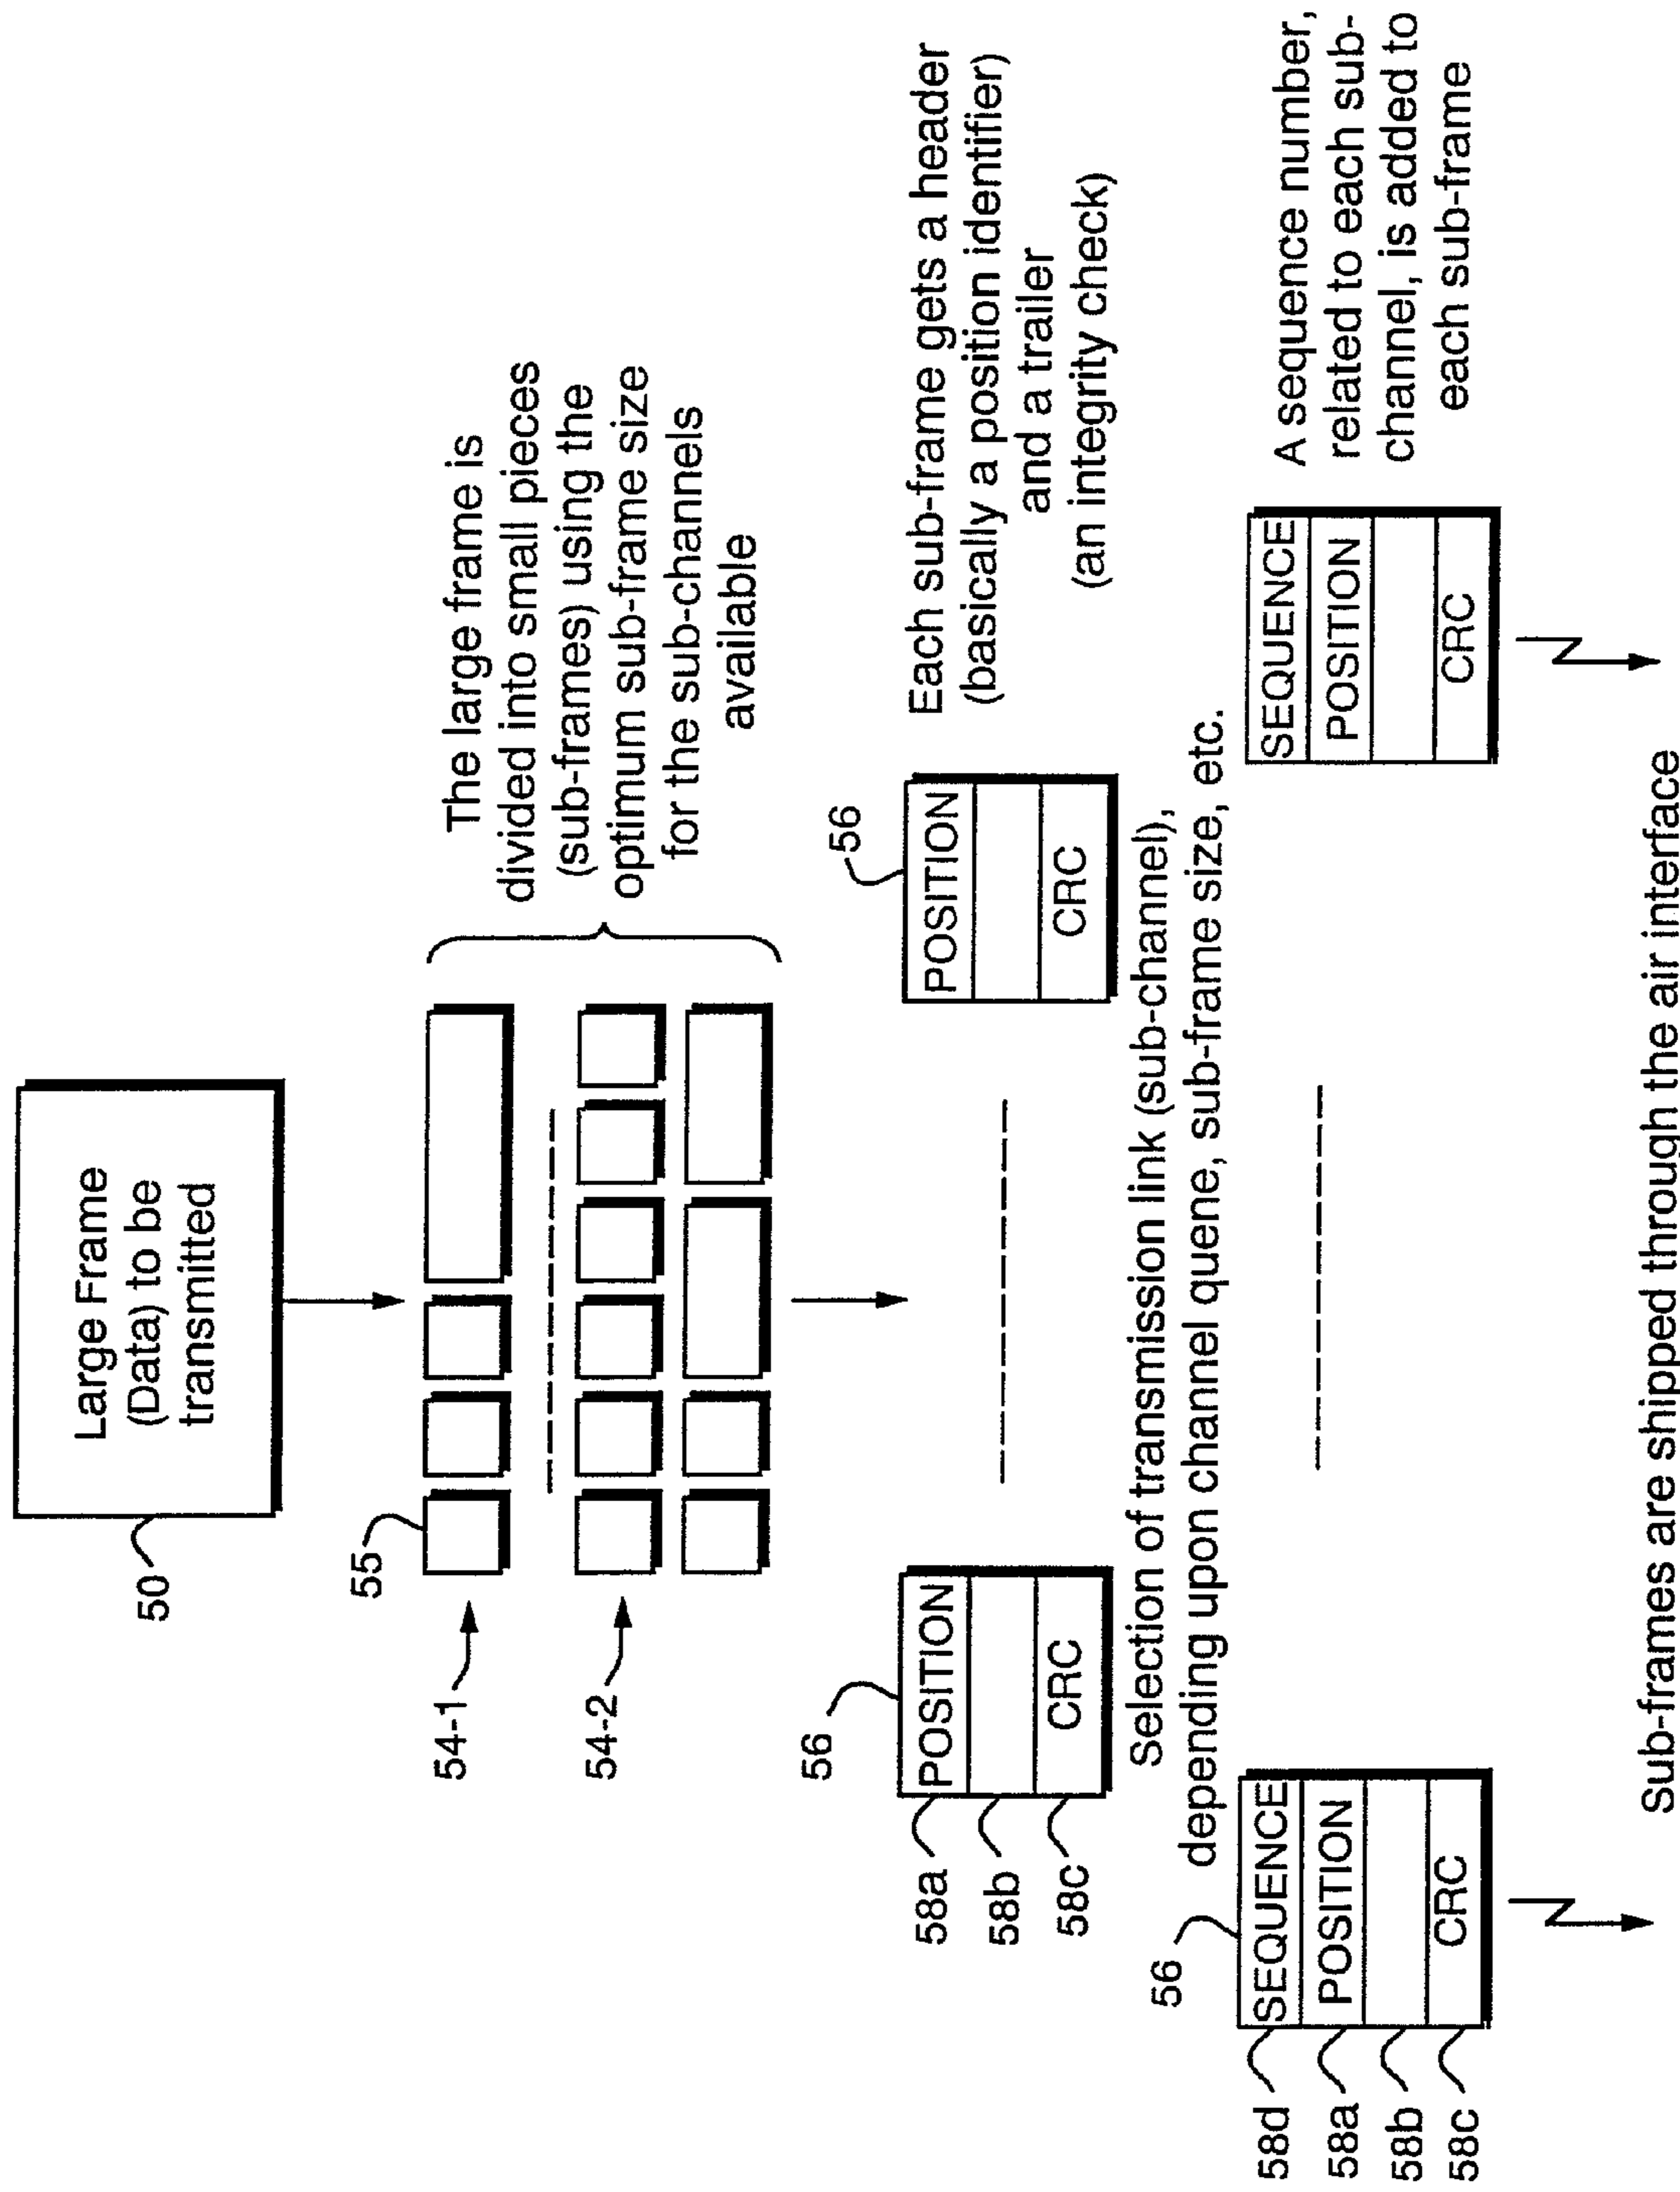 Large Frame
(Data) to be
transmitted
50
55
54-1
54-2
The large frame is
divided into small pieces
(sub-frames) using the
optimum sub-frame size
for the sub-channels
available
56
POSITION
CRC
58a
58b
58c
56
POSITION
CRC
Each sub-frame gets a header
(basically a position identifier)
and a trailer
(an integrity check)
Selection of transmission link (sub-channel),
depending upon channel quene, sub-frame size, etc.
56
SEQUENCE
POSITION
CRC
58d
58a
58b
58c
SEQUENCE
POSITION
CRC
A sequence number,
related to each sub-
channel, is added to
each sub-frame
Sub-frames are shipped through the air interface